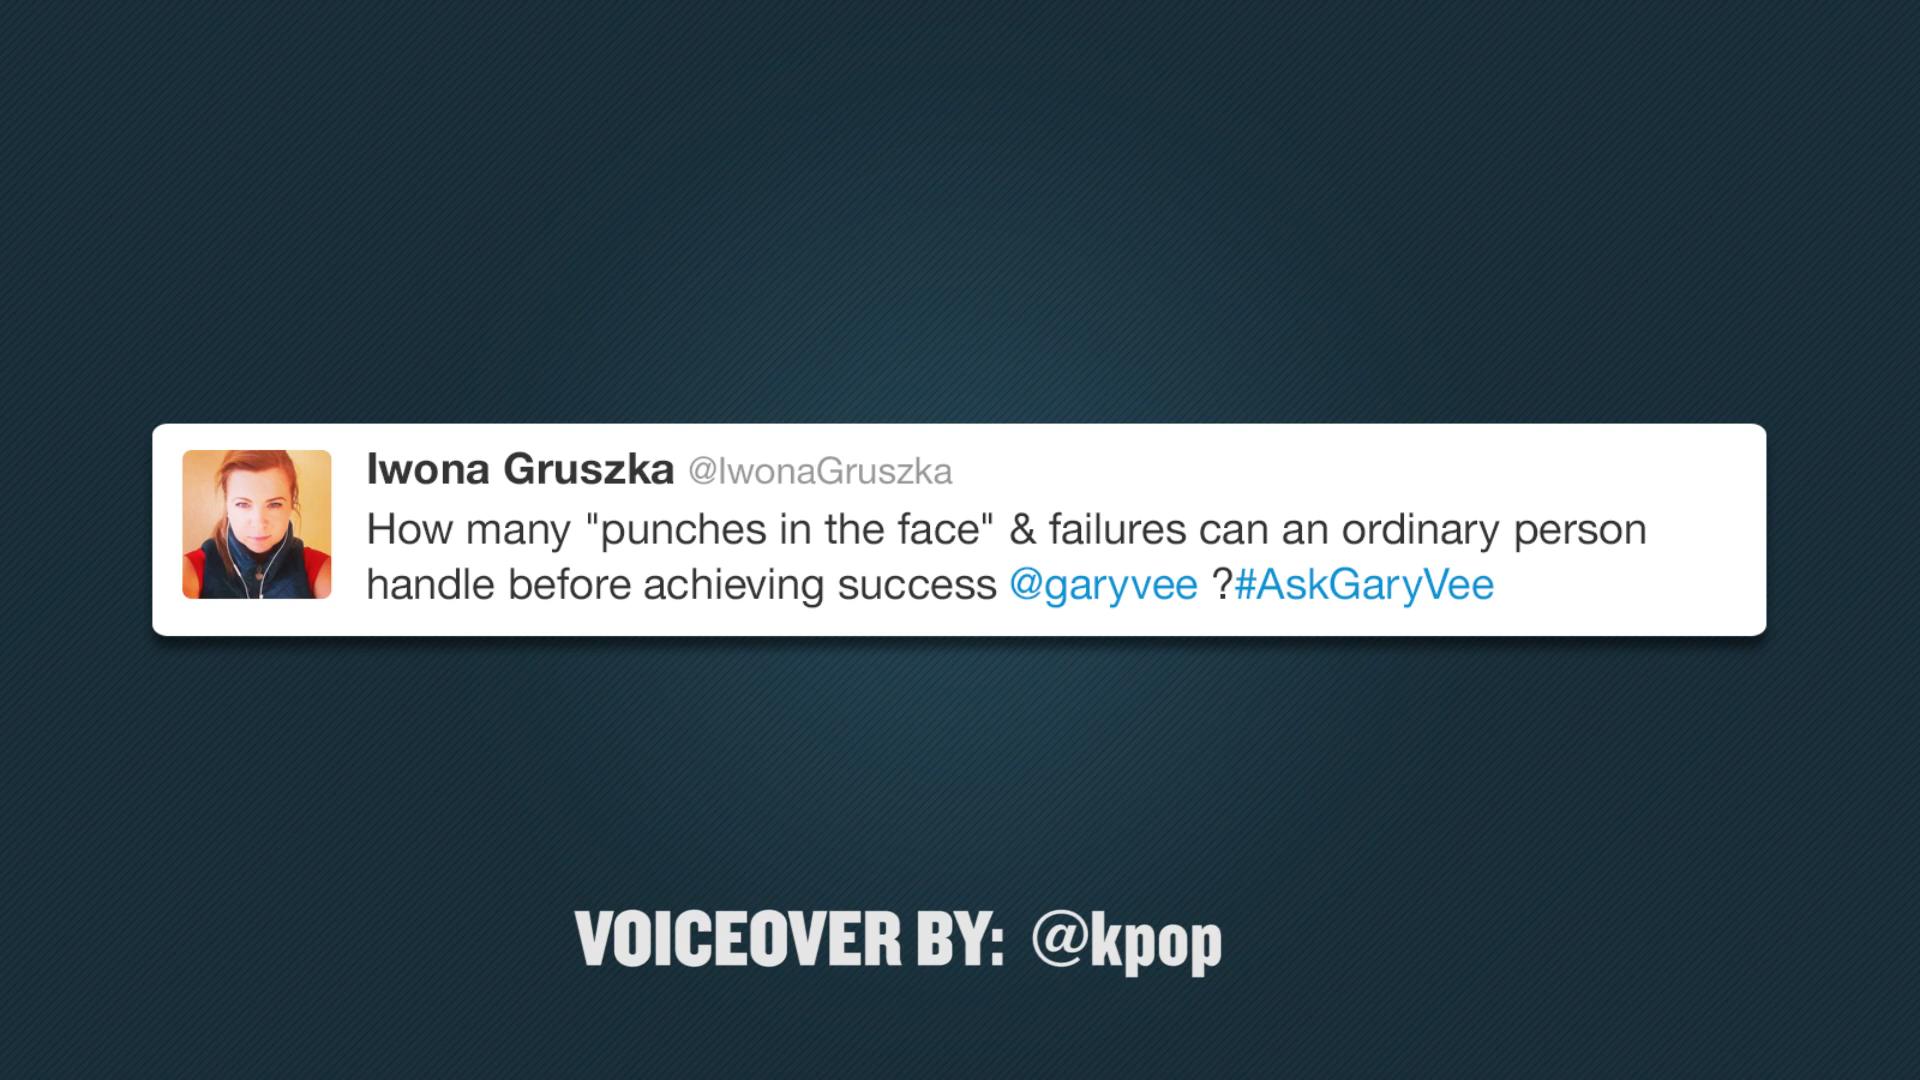 Iwona Gruszka @IwonaGruszka
How many "punches in the face" & failures can an ordinary person
handle before achieving success @garyvee ?#AskGaryVee
VOICEOVER BY: @kpop